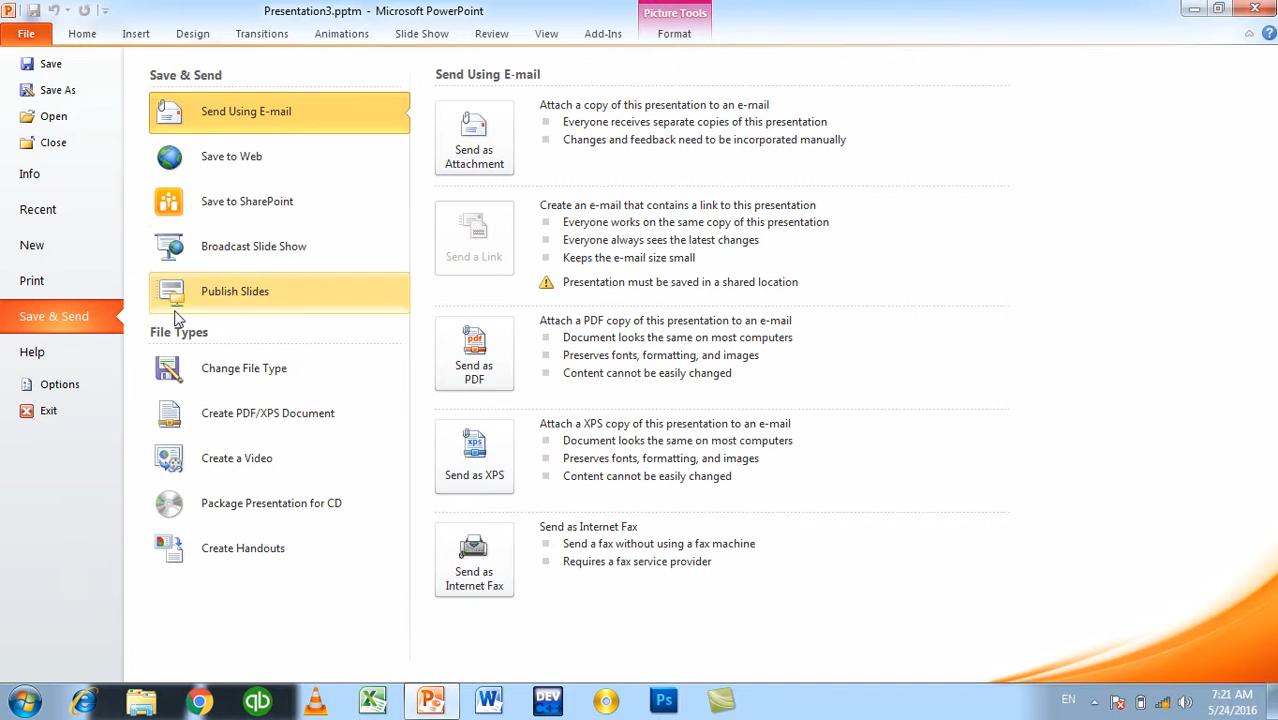 Presentation3.pptm - Microsoft PowerPoint
Picture Tools
File Home Insert Design Transitions Animations Slide Show Review View Add-Ins Format
Save
Save As
Open
Close
Info
Recent
New
Print
Save & Send
Help
Options
Exit
Save & Send
Send Using E-mail
Save to Web
Save to SharePoint
Broadcast Slide Show
Publish Slides
File Types
Change File Type
Create PDF/XPS Document
Create a Video
Package Presentation for CD
Create Handouts
Send Using E-mail
Send as
Attachment
Attach a copy of this presentation to an e-mail
Everyone receives separate copies of this presentation
Changes and feedback need to be incorporated manually
Send a Link
Create an e-mail that contains a link to this presentation
Everyone works on the same copy of this presentation
Everyone always sees the latest changes
Keeps the e-mail size small
Presentation must be saved in a shared location
pdf
Send as
PDF
Attach a PDF copy of this presentation to an e-mail
Document looks the same on most computers
Preserves fonts, formatting, and images
Content cannot be easily changed
xps
Send as XPS
Attach a XPS copy of this presentation to an e-mail
Document looks the same on most computers
Preserves fonts, formatting, and images
Content cannot be easily changed
Send as
Internet Fax
Send as Internet Fax
Send a fax without using a fax machine
Requires a fax service provider
qb
DEV
Ps
EN
7:21 AM
5/24/2016